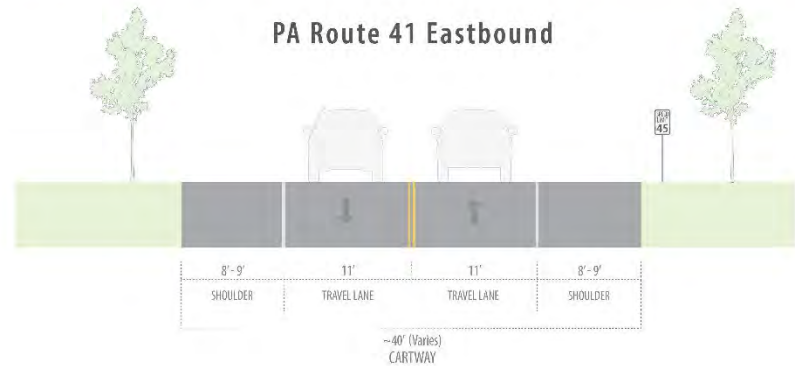 PA Route 41 Eastbound
45
8'-9' 11' 11' 8'-9'
SHOULDER TRAVEL LANE TRAVEL LANE SHOULDER
~40' (Varies)
CARTWAY